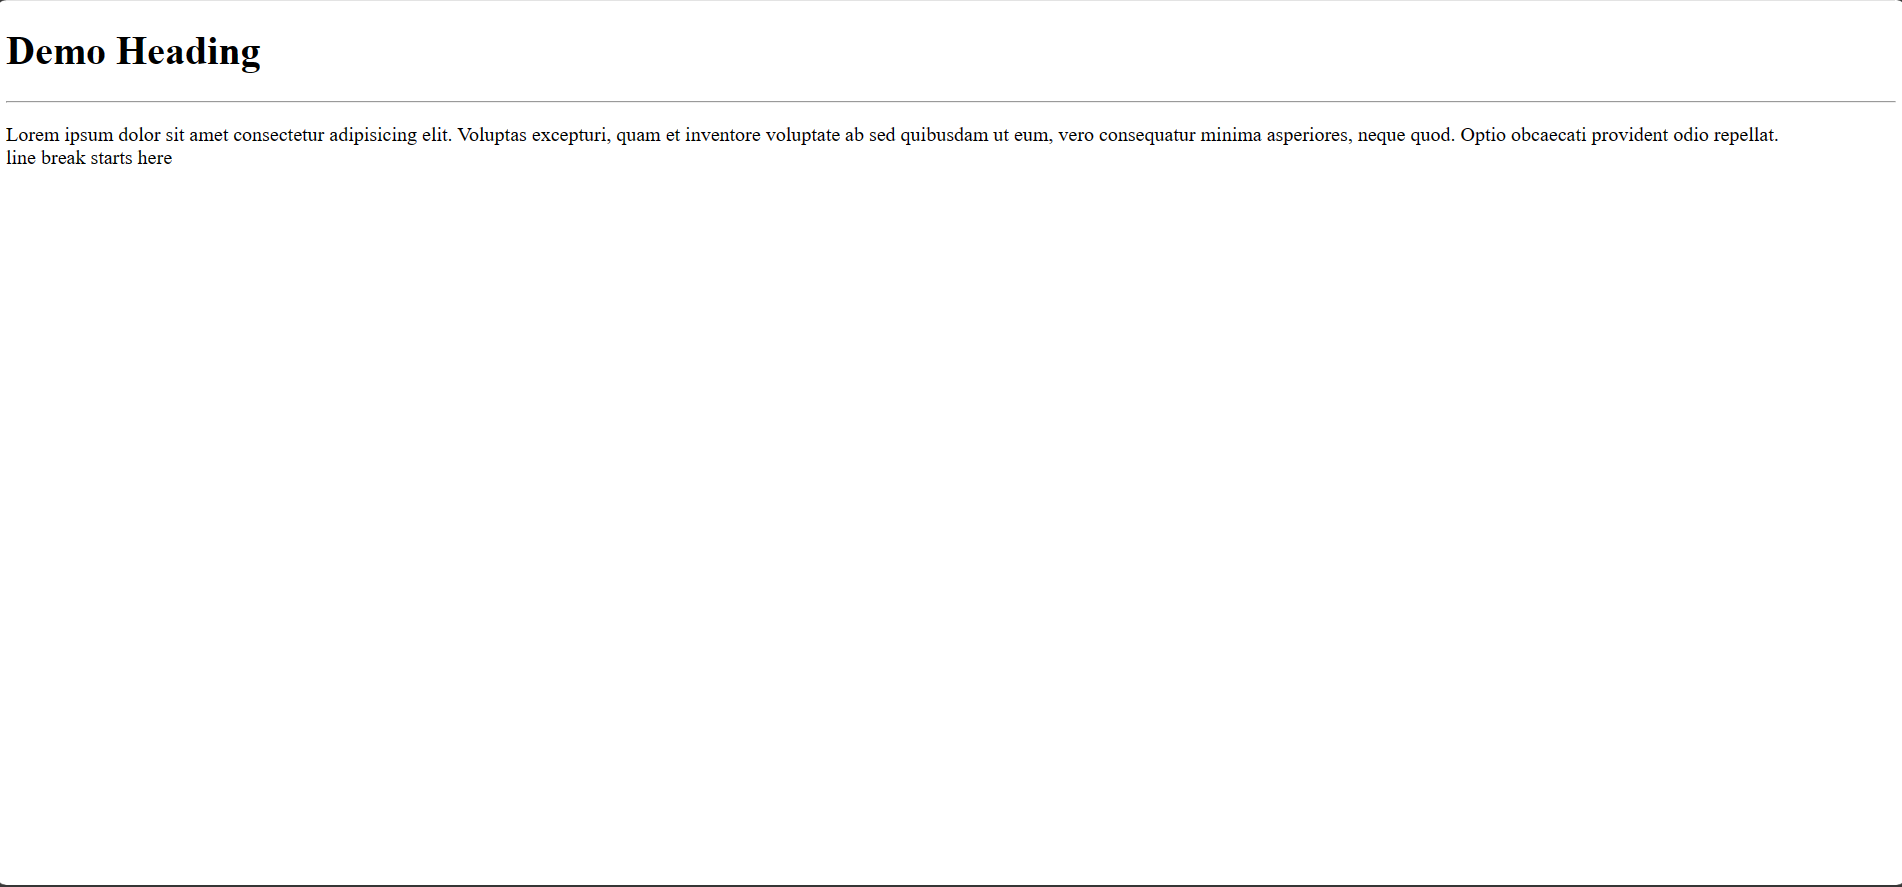 Demo Heading
Lorem ipsum dolor sit amet consectetur adipisicing elit. Voluptas excepturi, quam et inventore voluptate ab sed quibusdam ut eum, vero consequatur minima asperiores, neque quod. Optio obcaecati provident odio repellat.
line break starts here